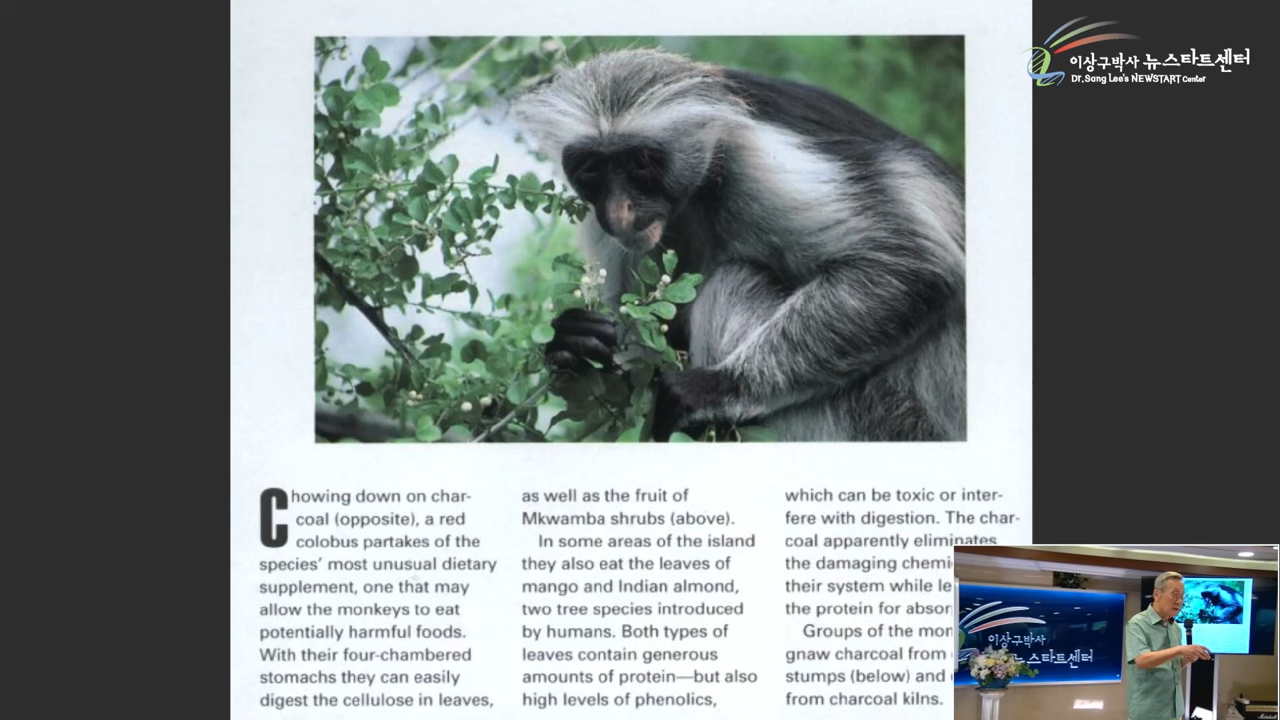 이상구박사 뉴스타트센터
Dr. Sang Lee's NEWSTART Center
Chowing down on char-
coal (opposite), a red
colobus partakes of the
species' most unusual dietary
supplement, one that may
allow the monkeys to eat
potentially harmful foods.
With their four-chambered
stomachs they can easily
digest the cellulose in leaves,
as well as the fruit of
Mkwamba shrubs (above).
In some areas of the island
they also eat the leaves of
mango and Indian almond,
two tree species introduced
by humans. Both types of
leaves contain generous
amounts of protein—but also
high levels of phenolics,
which can be toxic or inter-
fere with digestion. The char-
coal apparently eliminates
the damaging chemi
their system while le
the protein for absor
Groups of the mon
gnaw charcoal from
stumps (below) and
from charcoal kilns.
이상구박사
뉴스타트센터